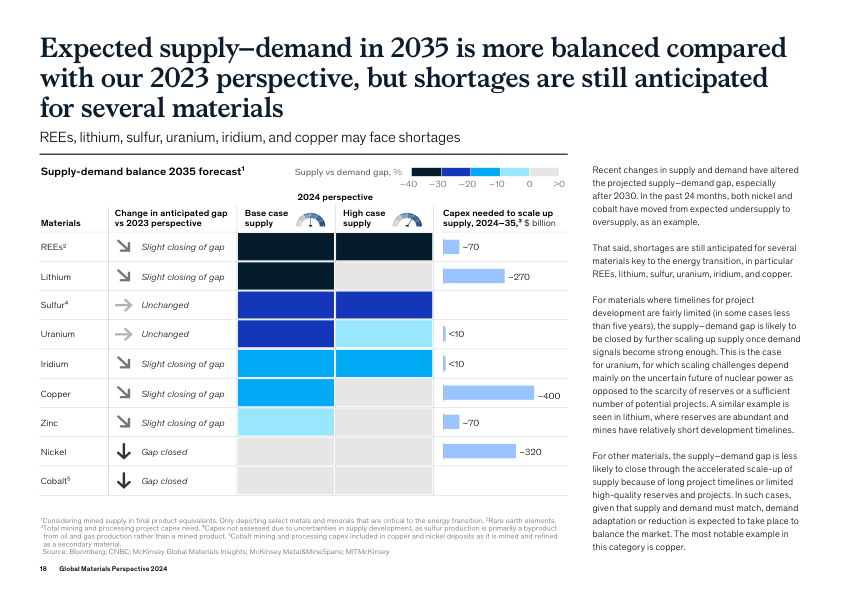 Expected supply–demand in 2035 is more balanced compared
with our 2023 perspective, but shortages are still anticipated
for several materials
REEs, lithium, sulfur, uranium, iridium, and copper may face shortages
Supply-demand balance 2035 forecast¹
Supply vs demand gap, %
−40 −30 −20 −10 0 >0
2024 perspective
Materials
Change in anticipated gap
vs 2023 perspective
Base case
supply
High case
supply
Capex needed to scale up
supply, 2024–35,³ $ billion
REEs² Slight closing of gap ~70
Lithium Slight closing of gap ~270
Sulfur⁴ Unchanged
Uranium Unchanged <10
Iridium Slight closing of gap <10
Copper Slight closing of gap ~400
Zinc Slight closing of gap ~70
Nickel Gap closed ~320
Cobalt⁵ Gap closed
¹Considering mined supply in final product equivalents. Only depicting select metals and minerals that are critical to the energy transition. ²Rare earth elements.
³Total mining and processing project capex need. ⁴Capex not assessed due to uncertainties in supply development, as sulfur production is primarily a byproduct
from oil and gas production rather than a mined product. ⁵Cobalt mining and processing capex included in copper and nickel deposits as it is mined and refined
as a secondary material.
Source: Bloomberg; CNBC; McKinsey Global Materials Insights; McKinsey Metal&MineSpans; MITMcKinsey
Recent changes in supply and demand have altered
the projected supply–demand gap, especially
after 2030. In the past 24 months, both nickel and
cobalt have moved from expected undersupply to
oversupply, as an example.
That said, shortages are still anticipated for several
materials key to the energy transition, in particular
REEs, lithium, sulfur, uranium, iridium, and copper.
For materials where timelines for project
development are fairly limited (in some cases less
than five years), the supply–demand gap is likely to
be closed by further scaling up supply once demand
signals become strong enough. This is the case
for uranium, for which scaling challenges depend
mainly on the uncertain future of nuclear power as
opposed to the scarcity of reserves or a sufficient
number of potential projects. A similar example is
seen in lithium, where reserves are abundant and
mines have relatively short development timelines.
For other materials, the supply–demand gap is less
likely to close through the accelerated scale-up of
supply because of long project timelines or limited
high-quality reserves and projects. In such cases,
given that supply and demand must match, demand
adaptation or reduction is expected to take place to
balance the market. The most notable example in
this category is copper.
18 Global Materials Perspective 2024